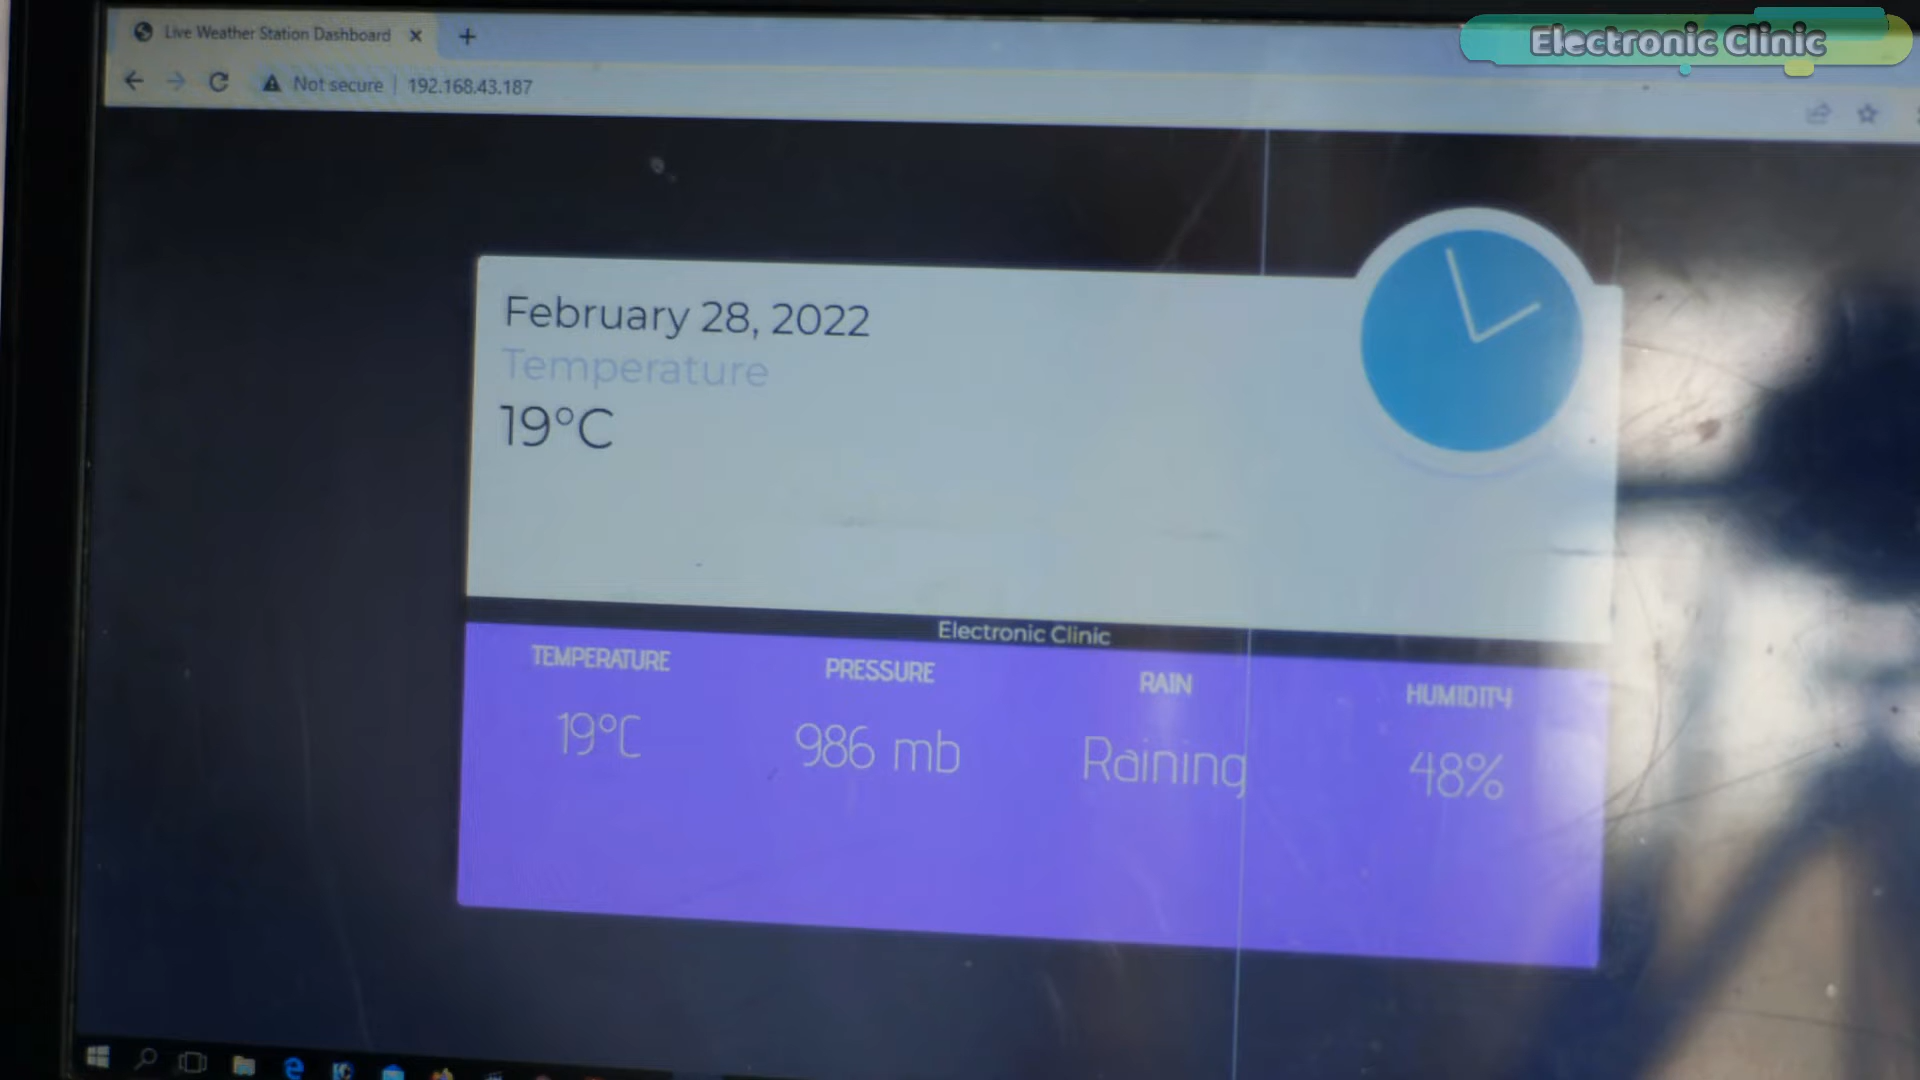 Live Weather Station Dashboard
Electronic Clinic
Not secure | 192.168.43.187
February 28, 2022
Temperature
19°C
Electronic Clinic
TEMPERATURE PRESSURE RAIN HUMIDITY
19°C 986 mb Raining 48%